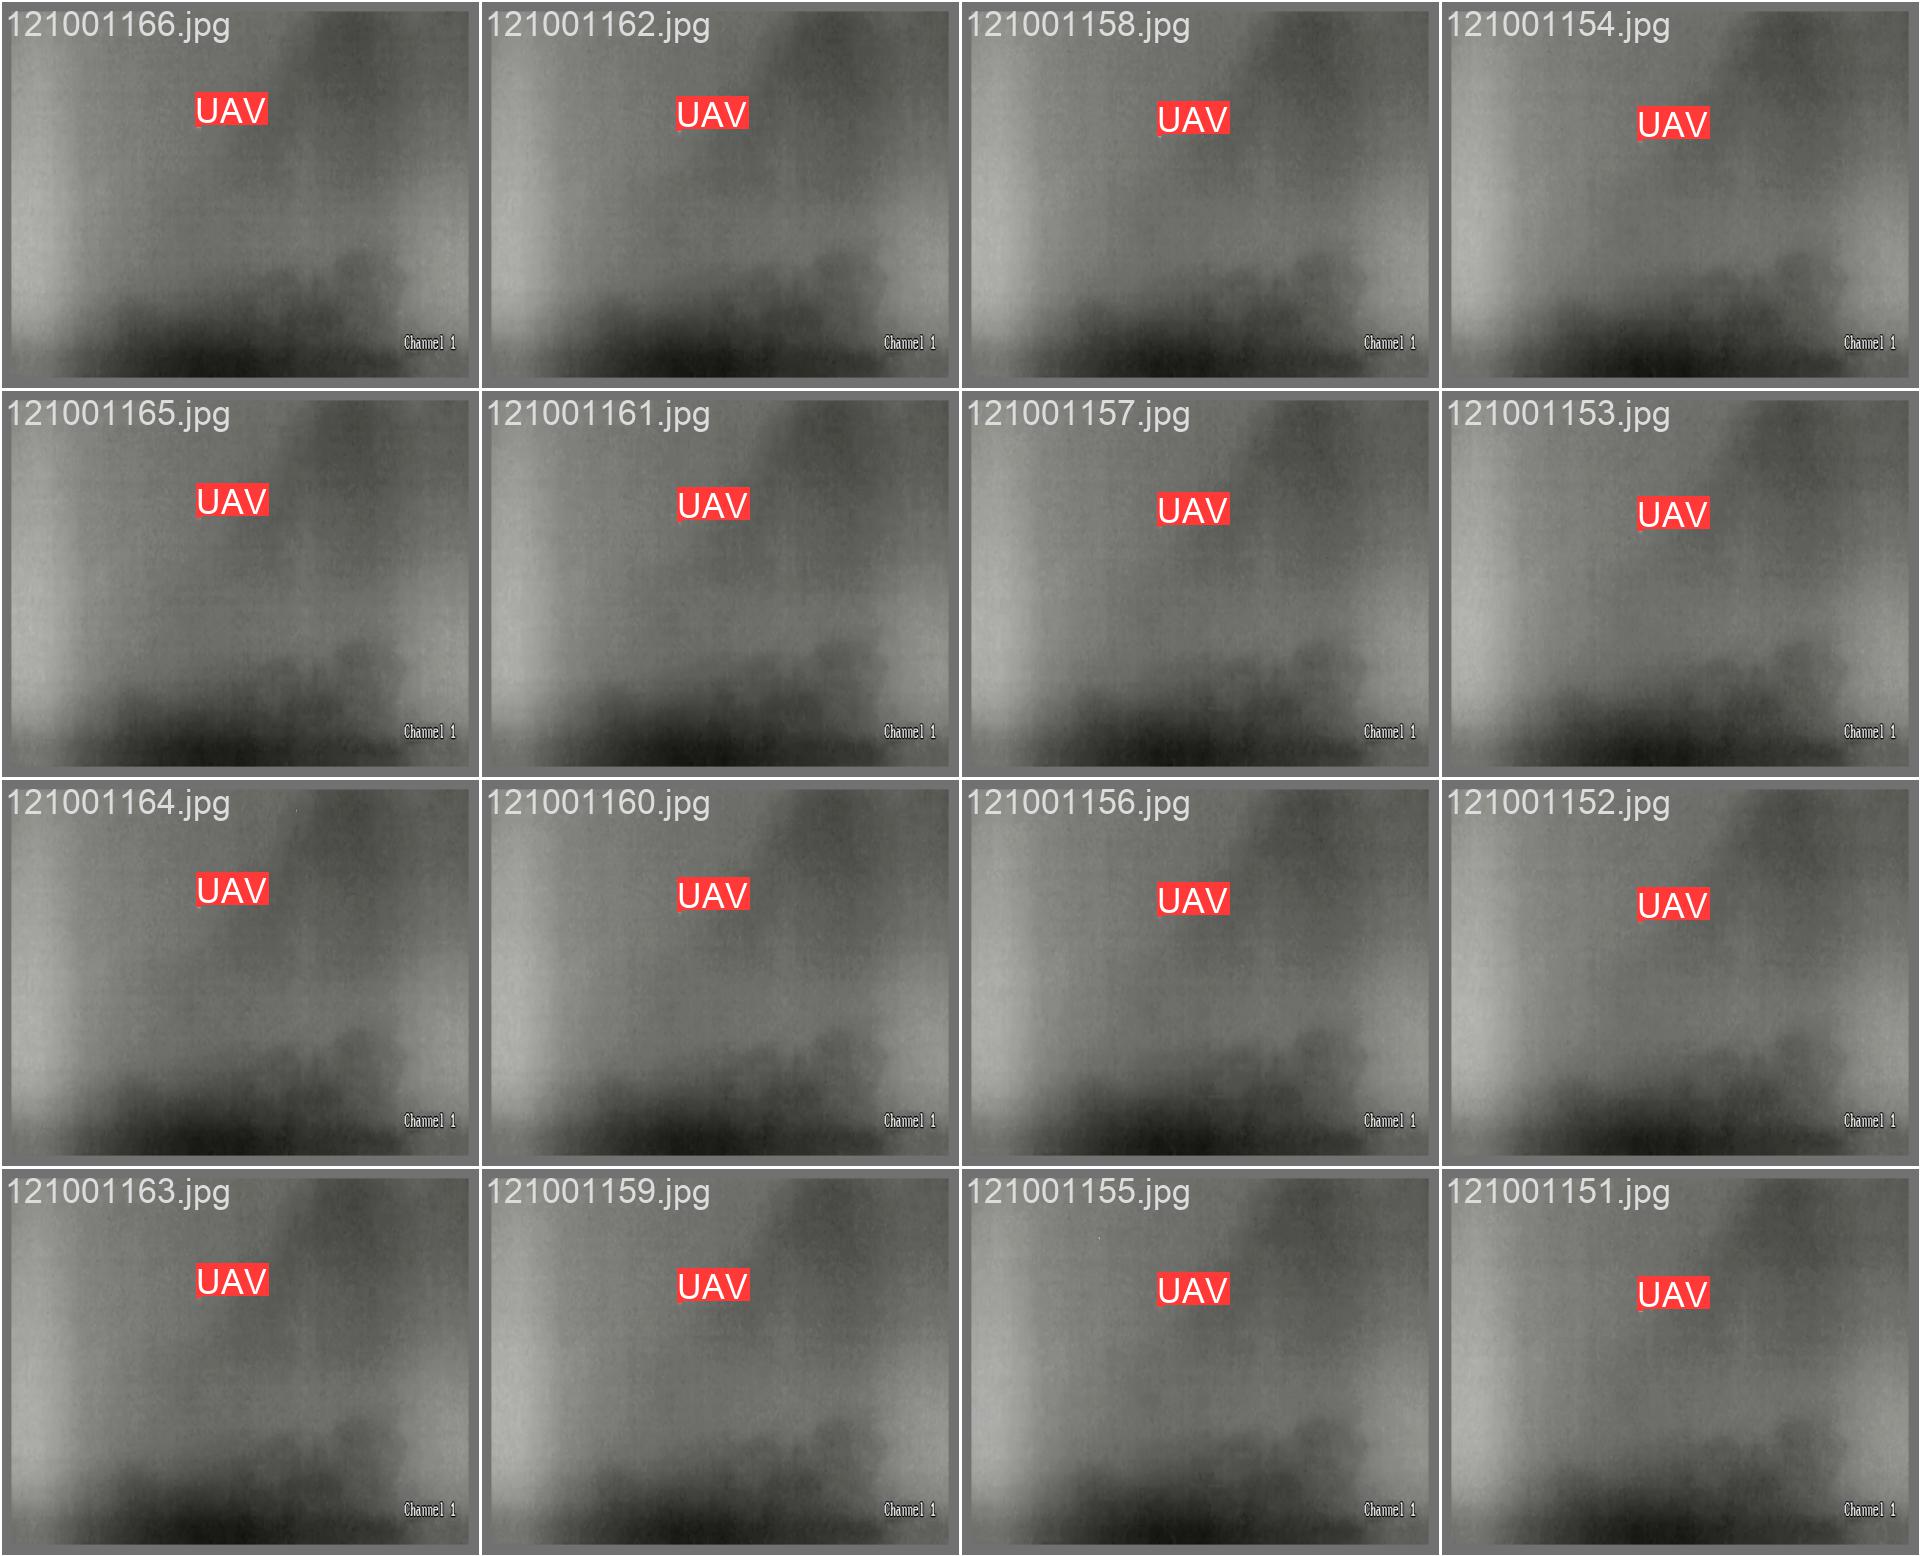 121001166.jpg 121001162.jpg 121001158.jpg 121001154.jpg
UAV UAV UAV UAV
Channel 1 Channel 1 Channel 1 Channel 1
121001165.jpg 121001161.jpg 121001157.jpg 121001153.jpg
UAV UAV UAV UAV
Channel 1 Channel 1 Channel 1 Channel 1
121001164.jpg 121001160.jpg 121001156.jpg 121001152.jpg
UAV UAV UAV UAV
Channel 1 Channel 1 Channel 1 Channel 1
121001163.jpg 121001159.jpg 121001155.jpg 121001151.jpg
UAV UAV UAV UAV
Channel 1 Channel 1 Channel 1 Channel 1